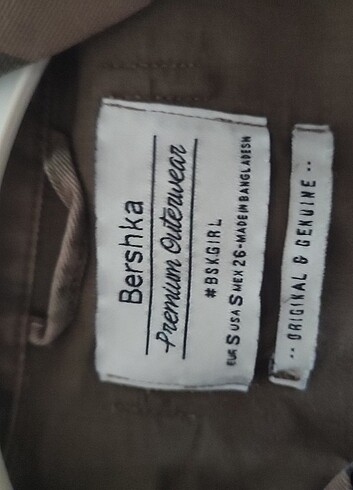 Bershka
Premium Outerwear
#BSKGIRL
EUR S USA S MEX 26-MADE IN BANGLADESH
·· ORIGINAL & GENUINE ··